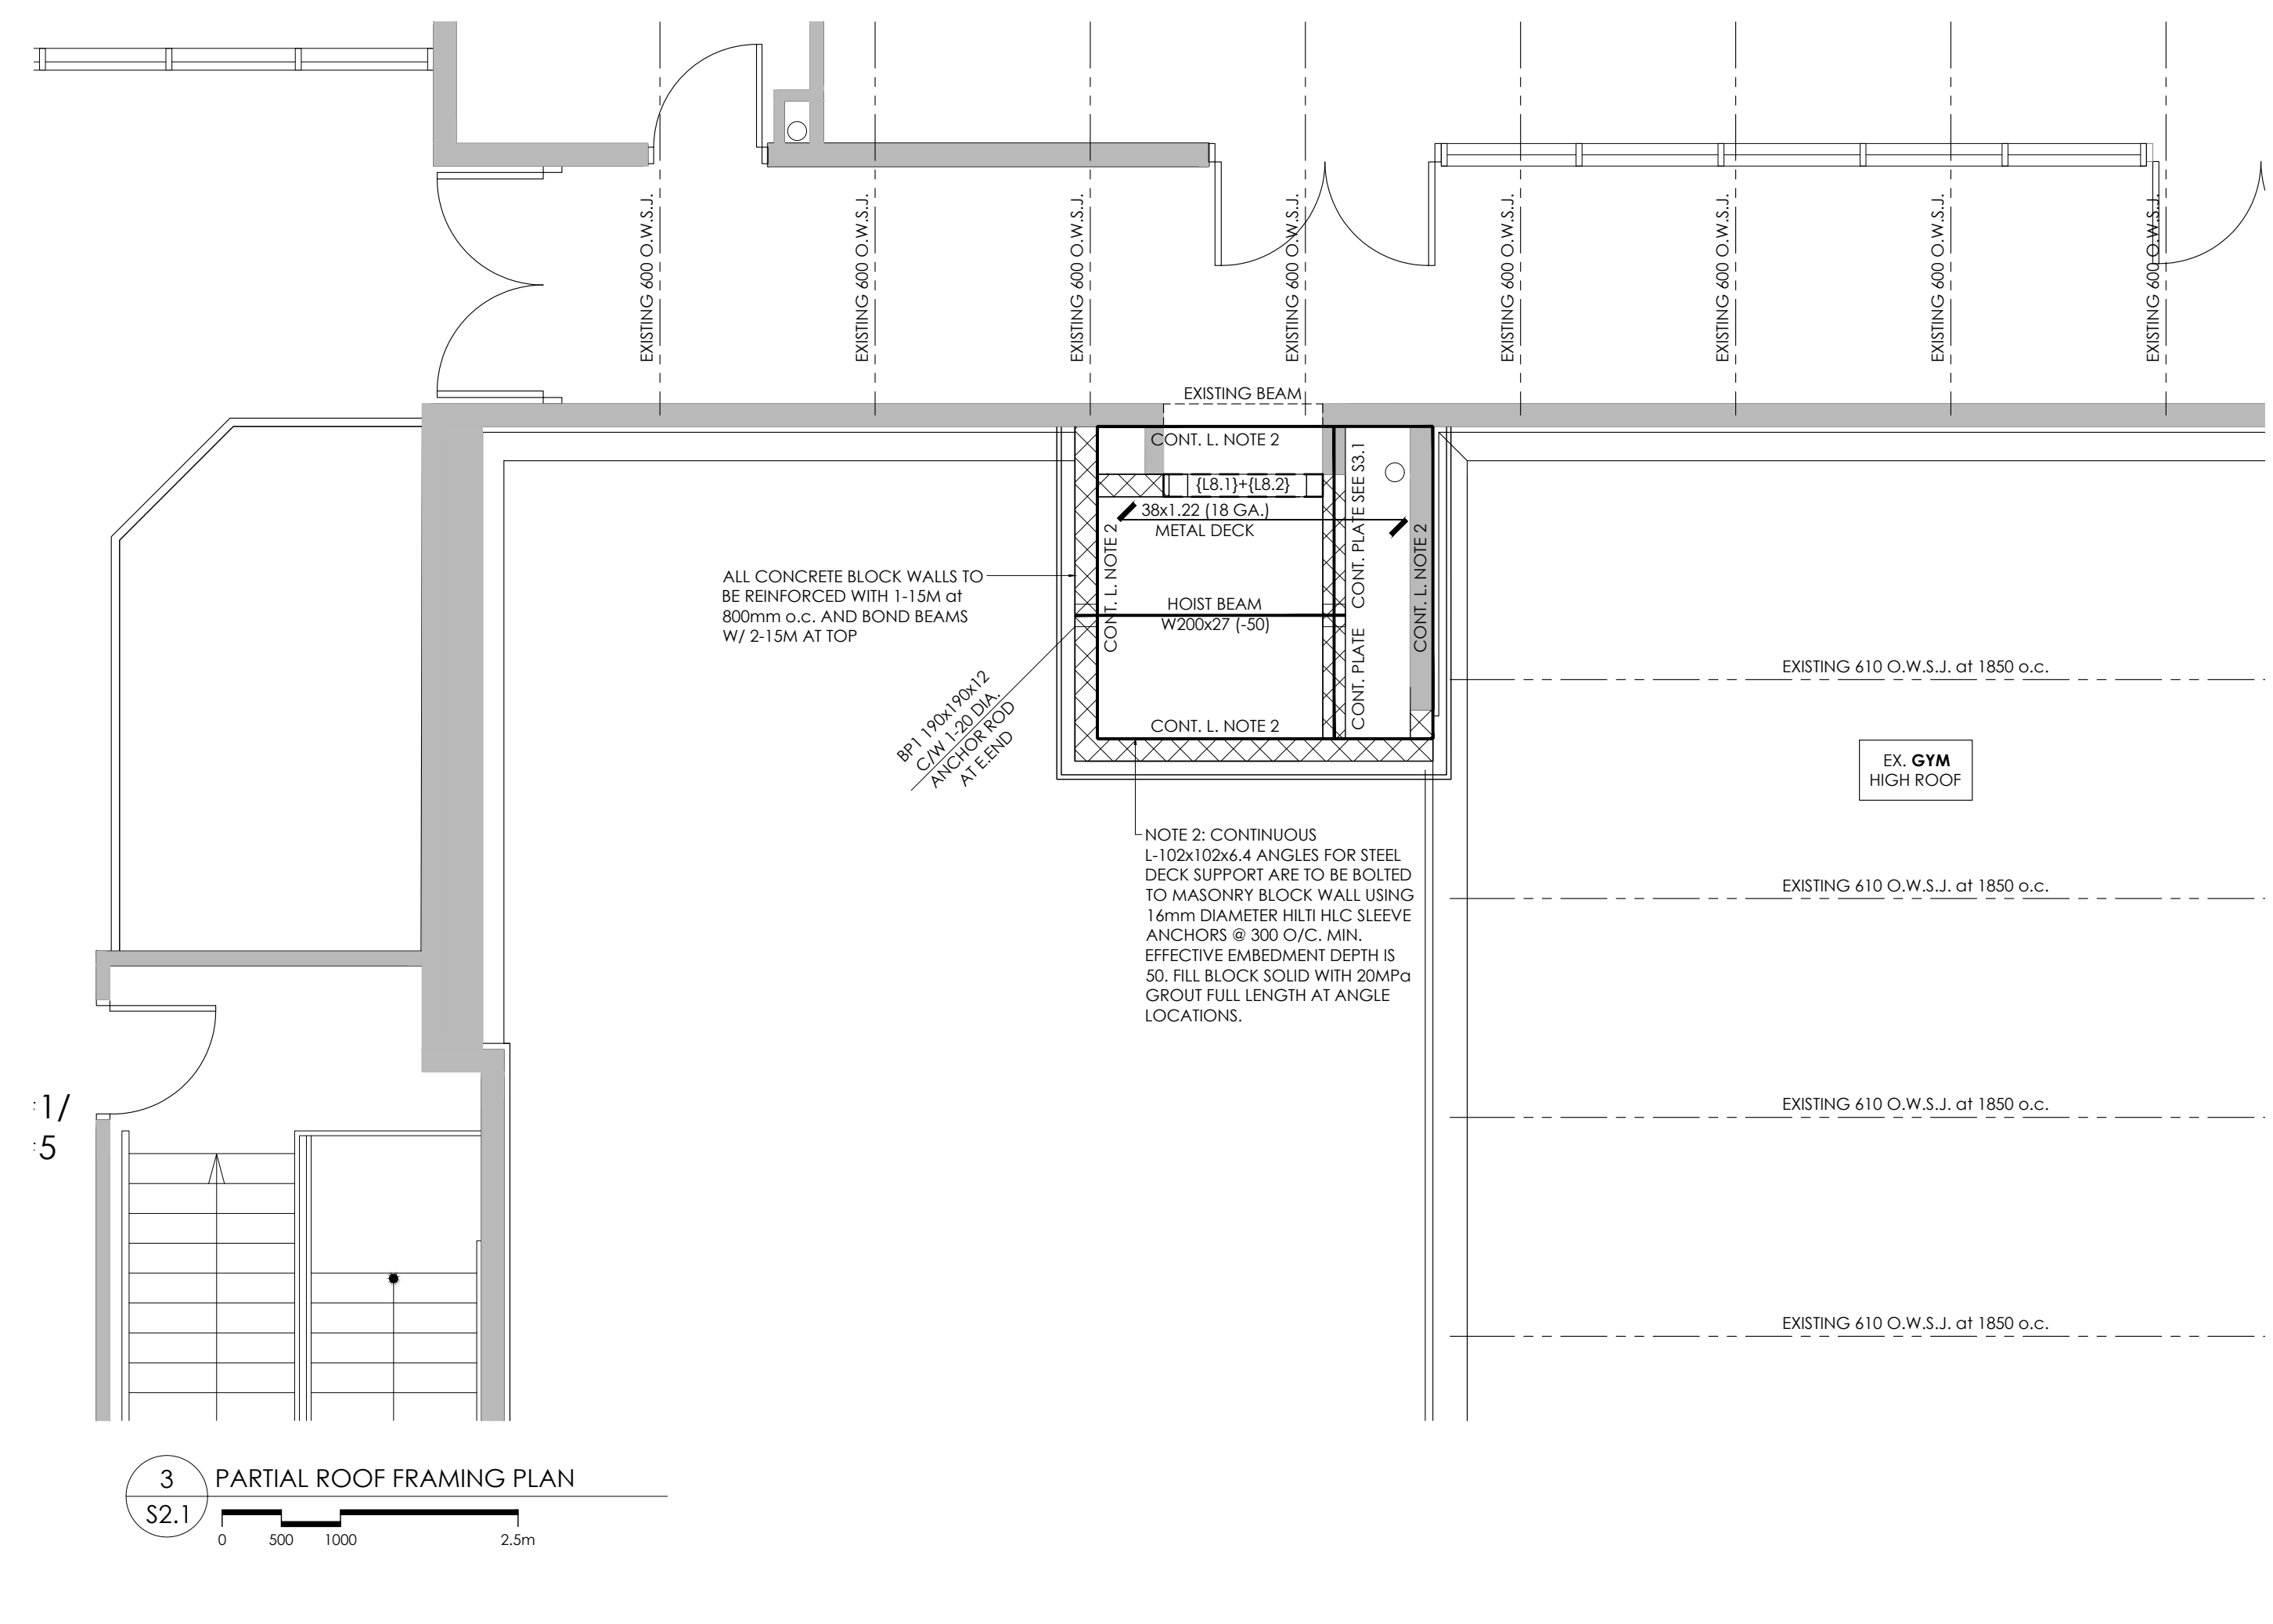 EXISTING 600 O.W.S.J.
EXISTING 600 O.W.S.J.
EXISTING 600 O.W.S.J.
EXISTING 600 O.W.S.J.
EXISTING 600 O.W.S.J.
EXISTING 600 O.W.S.J.
EXISTING 600 O.W.S.J.
EXISTING 600 O.W.S.J.
EXISTING BEAM
CONT. L. NOTE 2
{L8.1}+{L8.2}
38x1.22 (18 GA.)
METAL DECK
CONT. L. NOTE 2
CONT. PLATE SEE S3.1
CONT. PLATE
CONT. L. NOTE 2
HOIST BEAM
W200x27 (-50)
CONT. L. NOTE 2
ALL CONCRETE BLOCK WALLS TO
BE REINFORCED WITH 1-15M at
800mm o.c. AND BOND BEAMS
W/ 2-15M AT TOP
BP1 190x190x12
C/W 1-20 DIA.
ANCHOR ROD
AT E.END
NOTE 2: CONTINUOUS
L-102x102x6.4 ANGLES FOR STEEL
DECK SUPPORT ARE TO BE BOLTED
TO MASONRY BLOCK WALL USING
16mm DIAMETER HILTI HLC SLEEVE
ANCHORS @ 300 O/C. MIN.
EFFECTIVE EMBEDMENT DEPTH IS
50. FILL BLOCK SOLID WITH 20MPa
GROUT FULL LENGTH AT ANGLE
LOCATIONS.
EXISTING 610 O.W.S.J. at 1850 o.c.
EX. GYM
HIGH ROOF
EXISTING 610 O.W.S.J. at 1850 o.c.
EXISTING 610 O.W.S.J. at 1850 o.c.
EXISTING 610 O.W.S.J. at 1850 o.c.
1/
5
3
S2.1
PARTIAL ROOF FRAMING PLAN
0 500 1000 2.5m